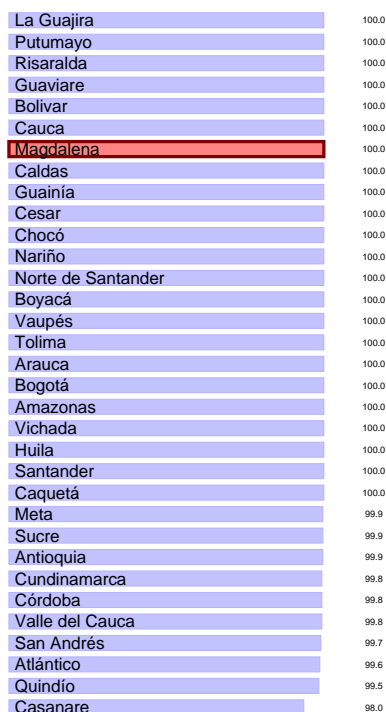 La Guajira 100.0
Putumayo 100.0
Risaralda 100.0
Guaviare 100.0
Bolivar 100.0
Cauca 100.0
Magdalena 100.0
Caldas 100.0
Guainía 100.0
Cesar 100.0
Chocó 100.0
Nariño 100.0
Norte de Santander 100.0
Boyacá 100.0
Vaupés 100.0
Tolima 100.0
Arauca 100.0
Bogotá 100.0
Amazonas 100.0
Vichada 100.0
Huila 100.0
Santander 100.0
Caquetá 100.0
Meta 99.9
Sucre 99.9
Antioquia 99.9
Cundinamarca 99.8
Córdoba 99.8
Valle del Cauca 99.8
San Andrés 99.7
Atlántico 99.6
Quindío 99.5
Casanare 98.0